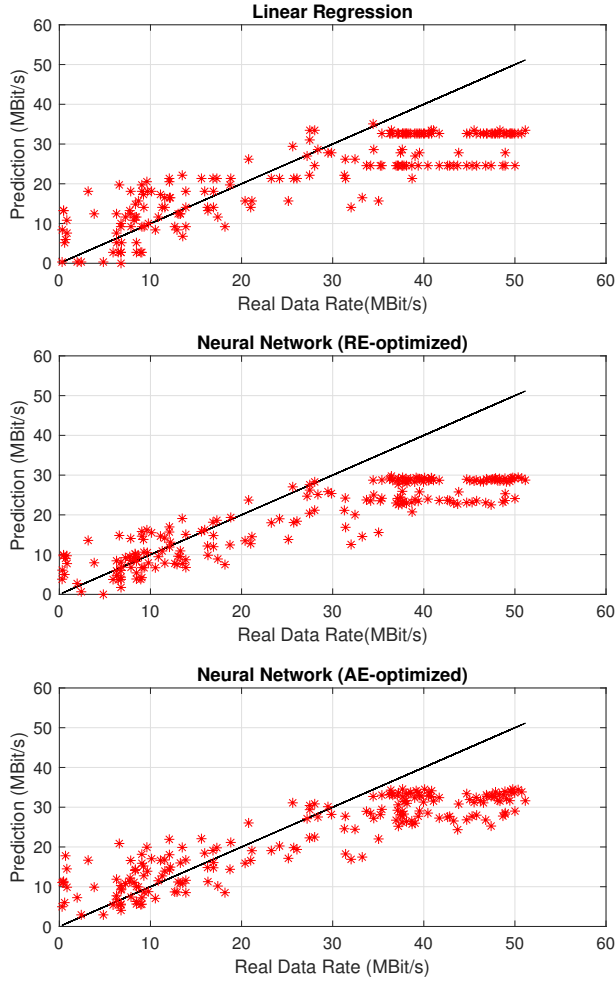 Linear Regression
60
50
40
30
20
10
0
Prediction (MBit/s)
0 10 20 30 40 50 60
Real Data Rate(MBit/s)
Neural Network (RE-optimized)
60
50
40
30
20
10
0
Prediction (MBit/s)
0 10 20 30 40 50 60
Real Data Rate(MBit/s)
Neural Network (AE-optimized)
60
50
40
30
20
10
0
Prediction (MBit/s)
0 10 20 30 40 50 60
Real Data Rate (MBit/s)